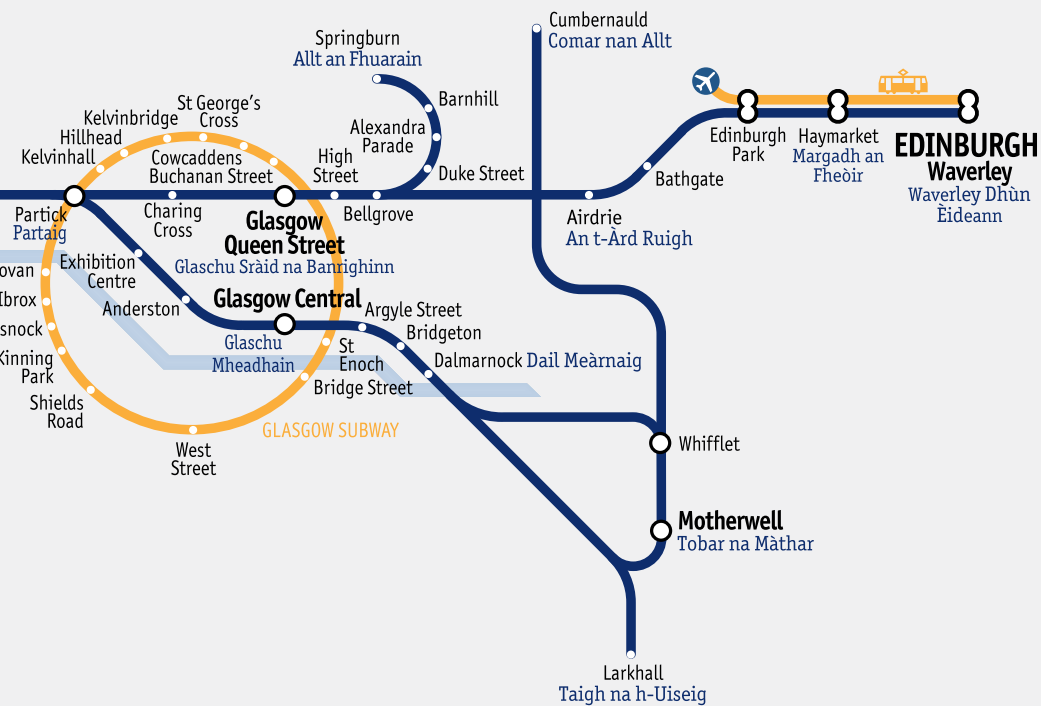 Cumbernauld
Comar nan Allt
Springburn
Allt an Fhuarain
Barnhill
Alexandra
Parade
Duke Street
St George's
Cross
Kelvinbridge
Hillhead
Kelvinhall
Cowcaddens
Buchanan Street
High
Street
Bellgrove
Edinburgh
Park
Haymarket
Margadh an
Fheòir
EDINBURGH
Waverley
Waverley Dhùn
Èideann
Bathgate
Airdrie
An t-Àrd Ruigh
Partick
Partaig
Charing
Cross
Glasgow
Queen Street
Glaschu Sràid na Banrighinn
Exhibition
Centre
Anderston
Glasgow Central
Glaschu
Mheadhain
Argyle Street
Bridgeton
Dalmarnock Dail Meàrnaig
St
Enoch
Bridge Street
ovan
Ibrox
snock
Kinning
Park
Shields
Road
West
Street
GLASGOW SUBWAY
Whifflet
Motherwell
Tobar na Màthar
Larkhall
Taigh na h-Uiseig